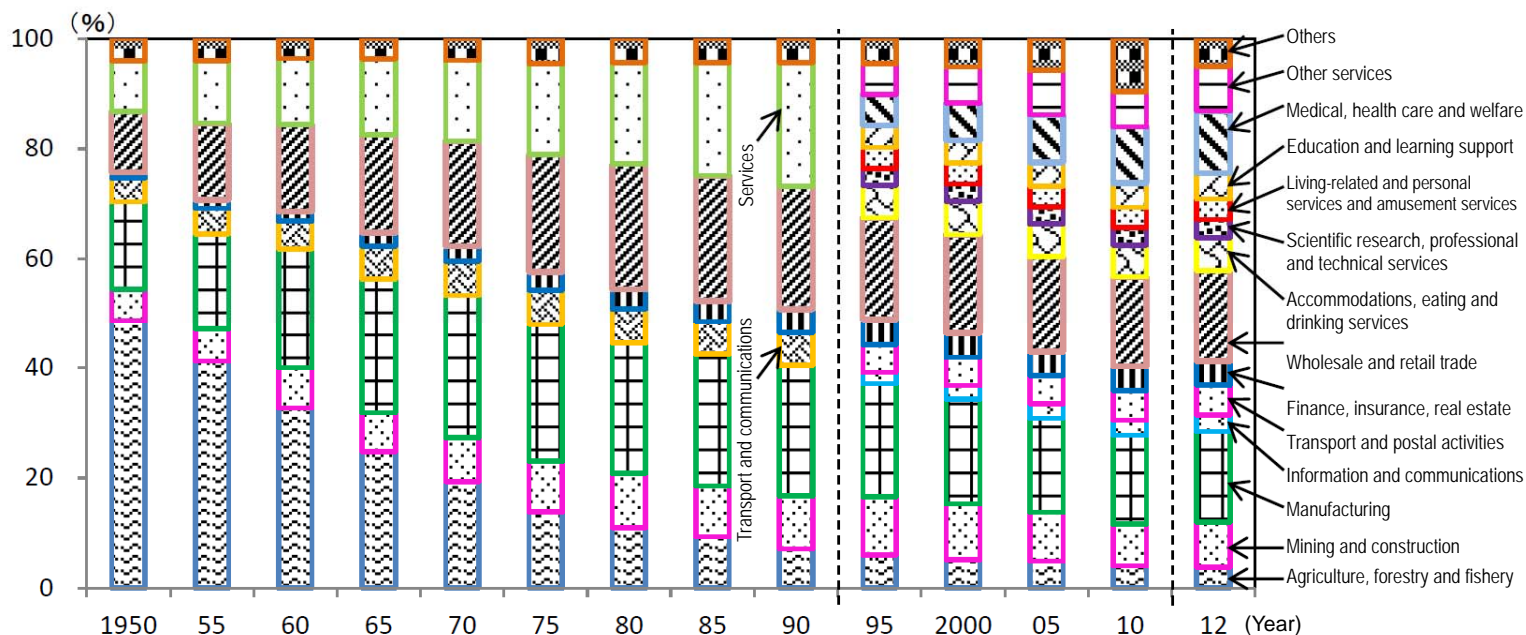 (%)
100
80
60
40
20
0
1950 55 60 65 70 75 80 85 90 95 2000 05 10 12 (Year)
Services
Transport and communications
Others
Other services
Medical, health care and welfare
Education and learning support
Living-related and personal
services and amusement services
Scientific research, professional
and technical services
Accommodations, eating and
drinking services
Wholesale and retail trade
Finance, insurance, real estate
Transport and postal activities
Information and communications
Manufacturing
Mining and construction
Agriculture, forestry and fishery